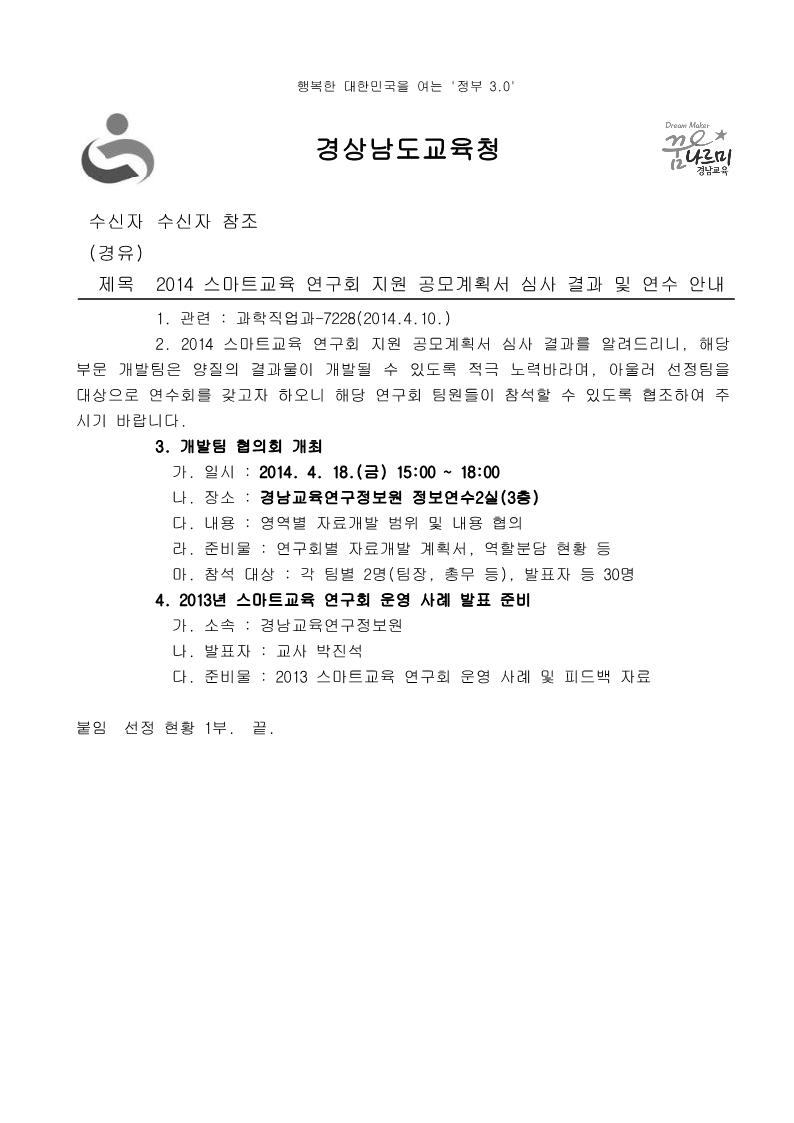 행복한 대한민국을 여는 '정부 3.0'
경상남도교육청
Dream Maker
꿈나르미
경남교육
수신자 수신자 참조
(경유)
제목 2014 스마트교육 연구회 지원 공모계획서 심사 결과 및 연수 안내
1. 관련 : 과학직업과-7228(2014.4.10.)
2. 2014 스마트교육 연구회 지원 공모계획서 심사 결과를 알려드리니, 해당
부문 개발팀은 양질의 결과물이 개발될 수 있도록 적극 노력바라며, 아울러 선정팀을
대상으로 연수회를 갖고자 하오니 해당 연구회 팀원들이 참석할 수 있도록 협조하여 주
시기 바랍니다.
3. 개발팀 협의회 개최
가. 일시 : 2014. 4. 18.(금) 15:00 ~ 18:00
나. 장소 : 경남교육연구정보원 정보연수2실(3층)
다. 내용 : 영역별 자료개발 범위 및 내용 협의
라. 준비물 : 연구회별 자료개발 계획서, 역할분담 현황 등
마. 참석 대상 : 각 팀별 2명(팀장, 총무 등), 발표자 등 30명
4. 2013년 스마트교육 연구회 운영 사례 발표 준비
가. 소속 : 경남교육연구정보원
나. 발표자 : 교사 박진석
다. 준비물 : 2013 스마트교육 연구회 운영 사례 및 피드백 자료
붙임 선정 현황 1부. 끝.